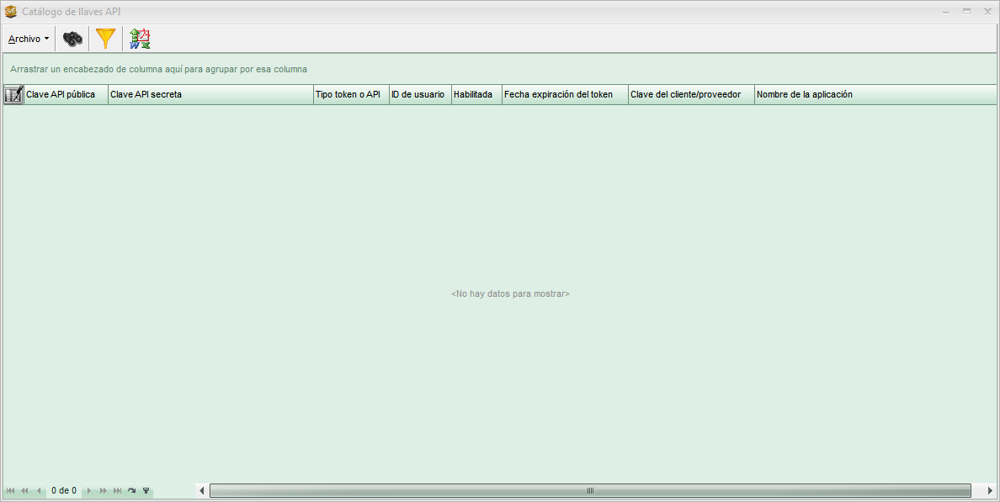 Catálogo de llaves API
Archivo
Arrastrar un encabezado de columna aquí para agrupar por esa columna
Clave API pública Clave API secreta Tipo token o API ID de usuario Habilitada Fecha expiración del token Clave del cliente/proveedor Nombre de la aplicación
<No hay datos para mostrar>
0 de 0